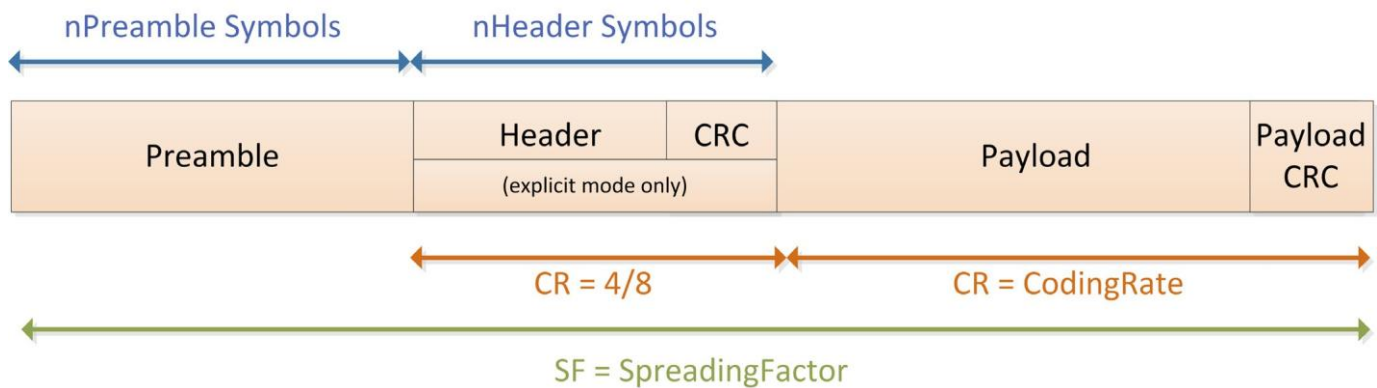 nPreamble Symbols
nHeader Symbols
Preamble
Header
CRC
(explicit mode only)
Payload
Payload
CRC
CR = 4/8
CR = CodingRate
SF = SpreadingFactor